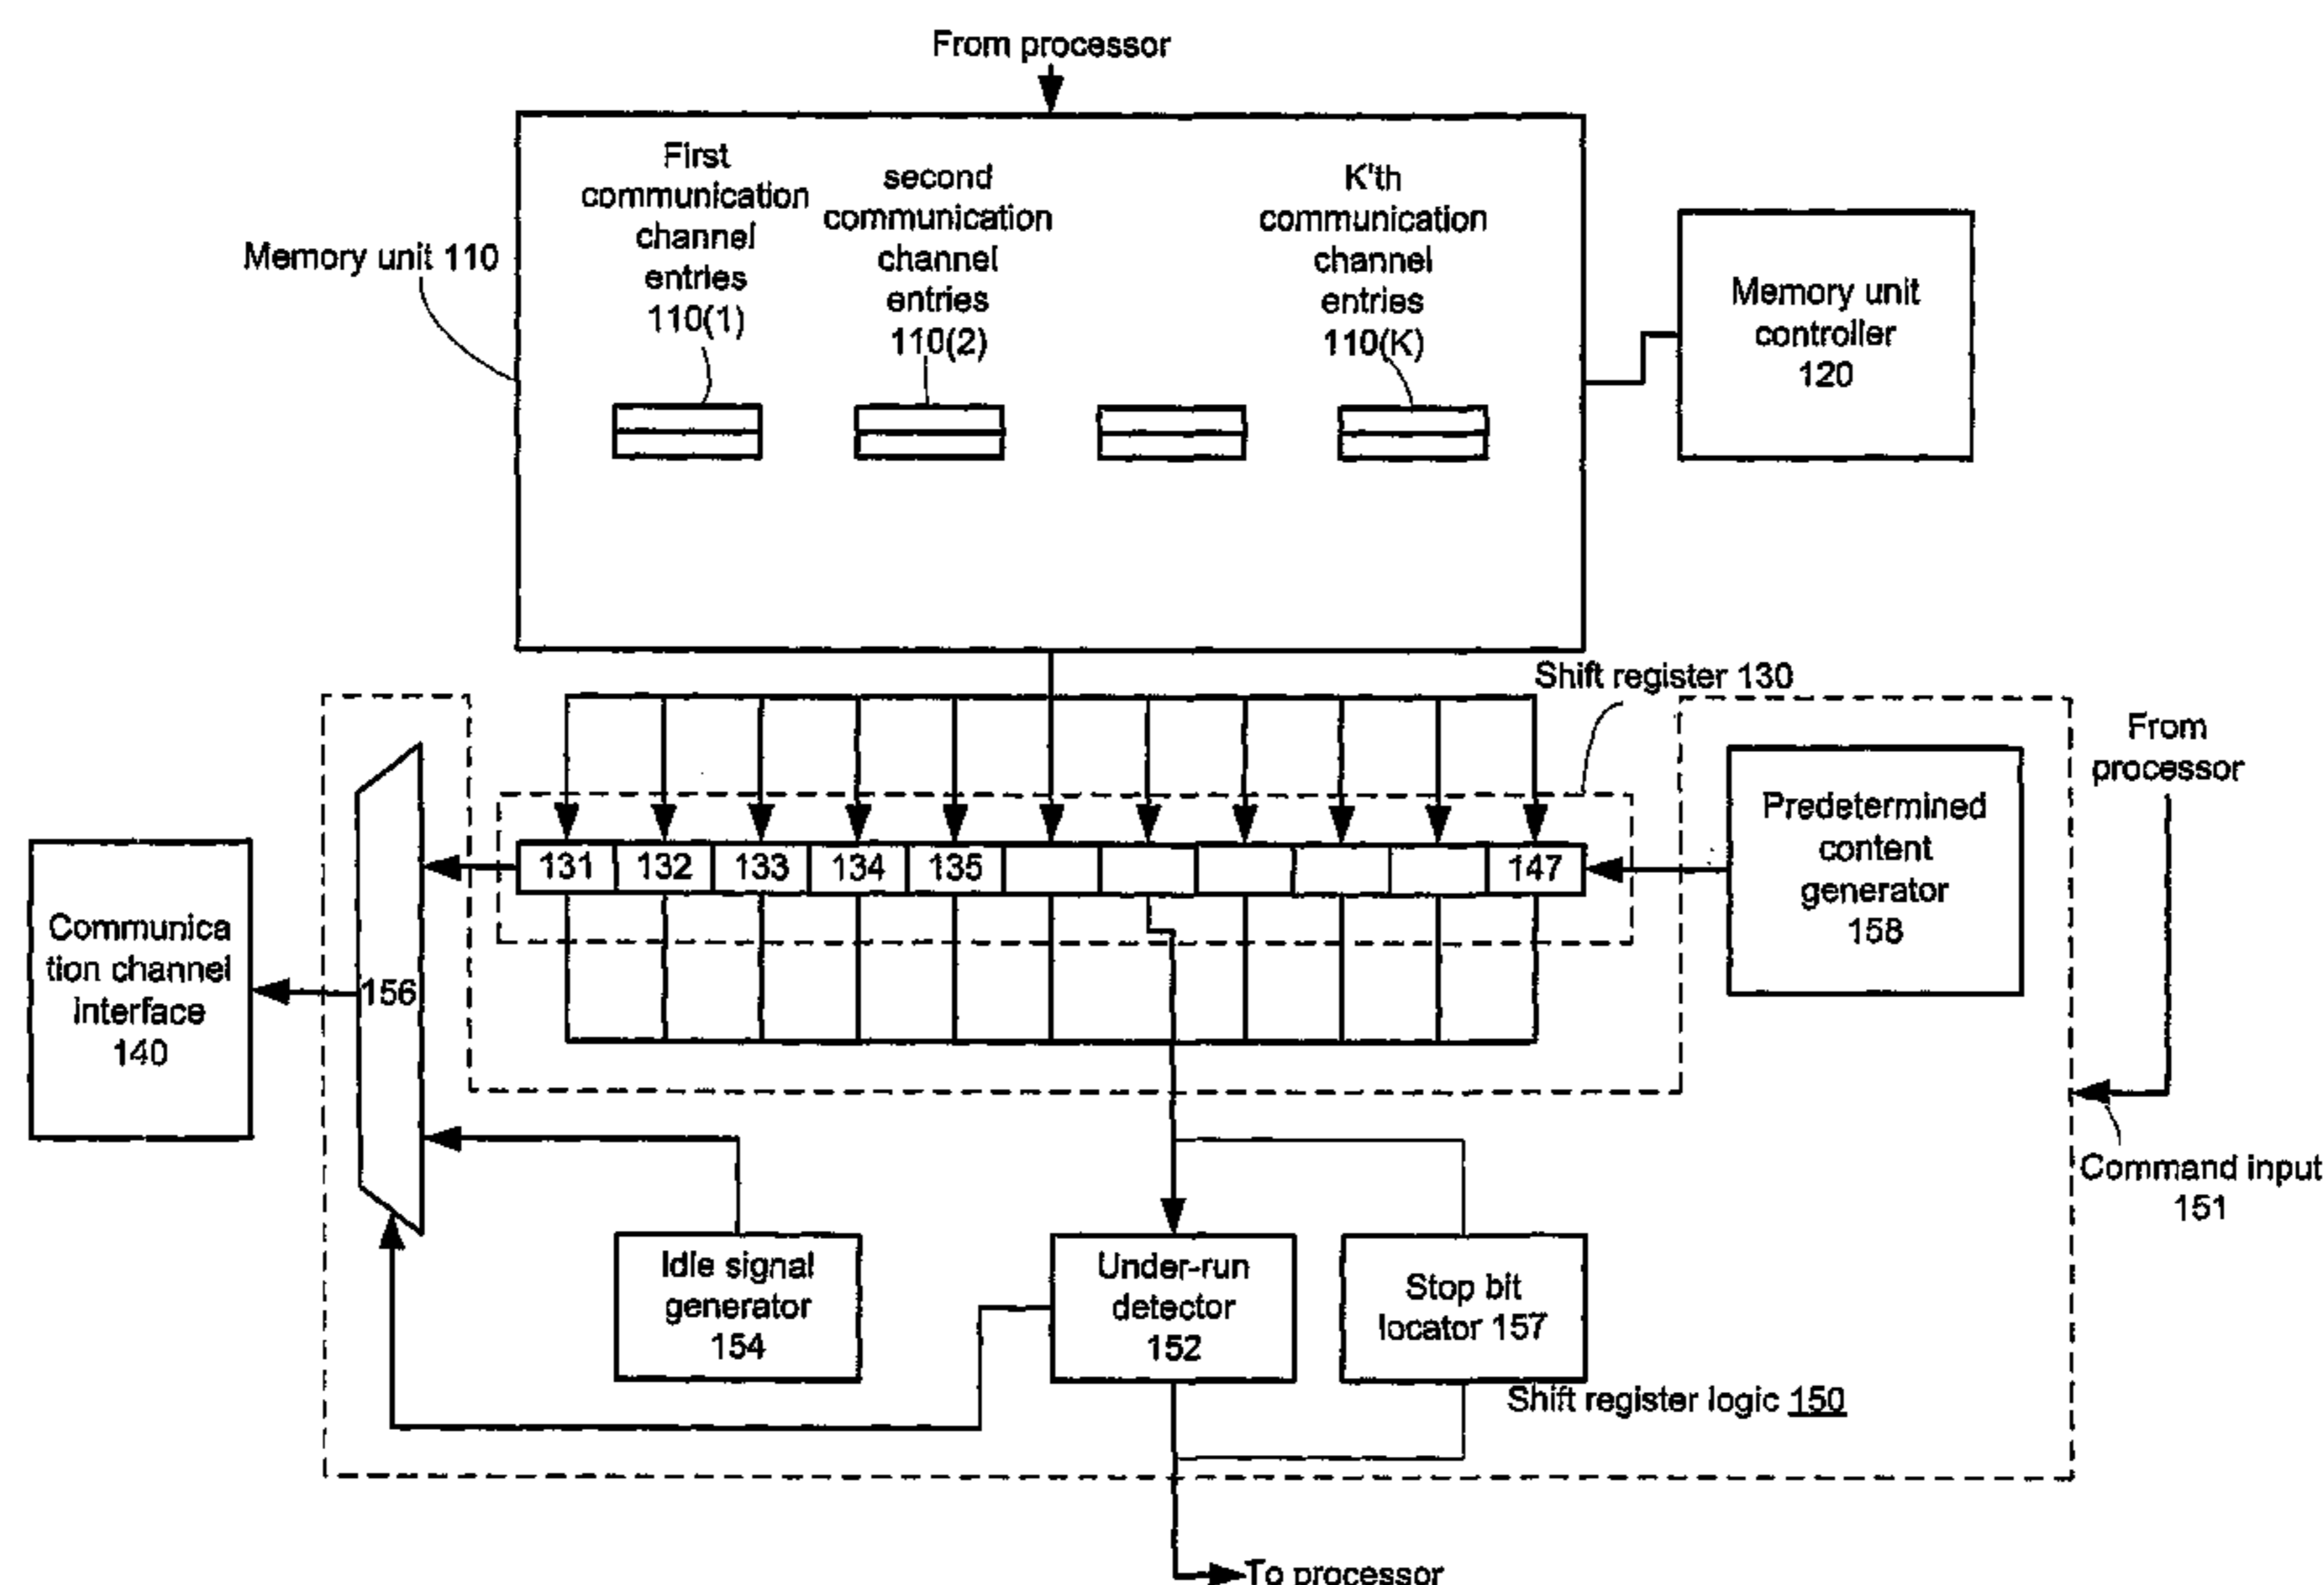 From processor
First
communication
channel
entries
110(1)
second
communication
channel
entries
110(2)
K'th
communication
channel
entries
110(K)
Memory unit 110
Memory unit
controller
120
Shift register 130
From
processor
Predetermined
content
generator
158
131 132 133 134 135 147
Communica
tion channel
interface
140
156
Command input
151
Idle signal
generator
154
Under-run
detector
152
Stop bit
locator 157
Shift register logic 150
To processor